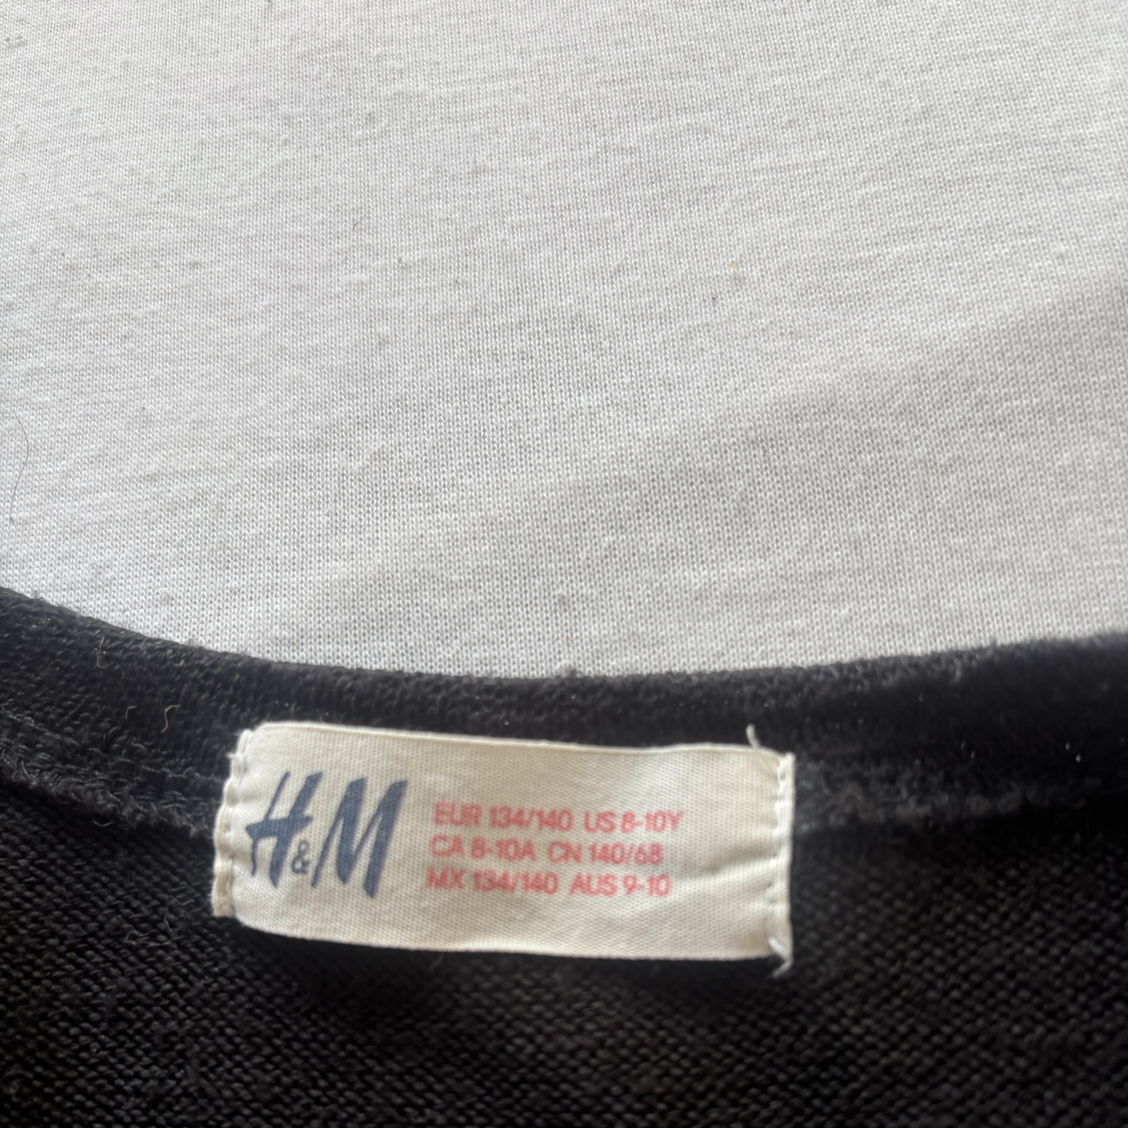 H&M
EUR 134/140 US 8-10Y
CA 8-10A CN 140/68
MX 134/140 AUS 9-10